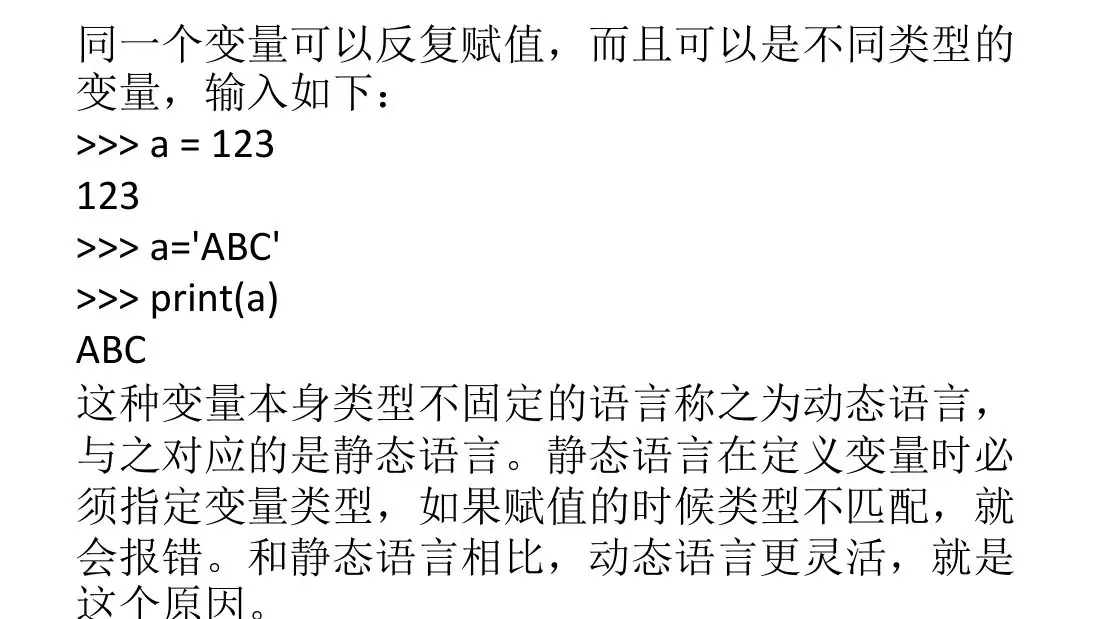 同一个变量可以反复赋值，而且可以是不同类型的
变量，输入如下：
>>> a = 123
123
>>> a='ABC'
>>> print(a)
ABC
这种变量本身类型不固定的语言称之为动态语言，
与之对应的是静态语言。静态语言在定义变量时必
须指定变量类型，如果赋值的时候类型不匹配，就
会报错。和静态语言相比，动态语言更灵活，就是
这个原因。